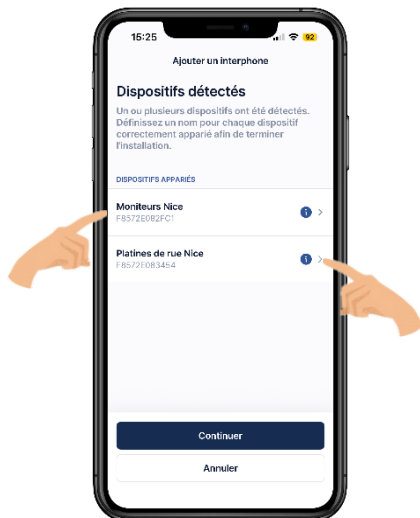 15:25
92
Ajouter un interphone
Dispositifs détectés
Un ou plusieurs dispositifs ont été détectés.
Définissez un nom pour chaque dispositif
correctement apparié afin de terminer
l'installation.
DISPOSITIFS APPARIÉS
Moniteurs Nice
F8572E082FC1
Platines de rue Nice
F8572E083454
Continuer
Annuler